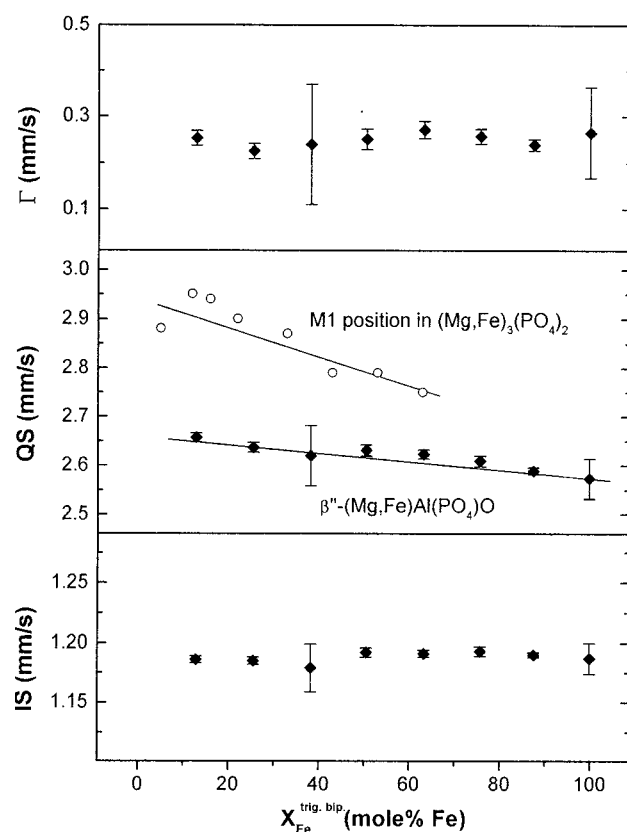 Γ (mm/s)
0.5
0.3
0.1
QS (mm/s)
3.0
2.9
2.8
2.7
2.6
2.5
M1 position in (Mg,Fe)₃(PO₄)₂
β"-(Mg,Fe)Al(PO₄)O
IS (mm/s)
1.25
1.20
1.15
0 20 40 60 80 100
X_Fe^trig. bip. (mole% Fe)